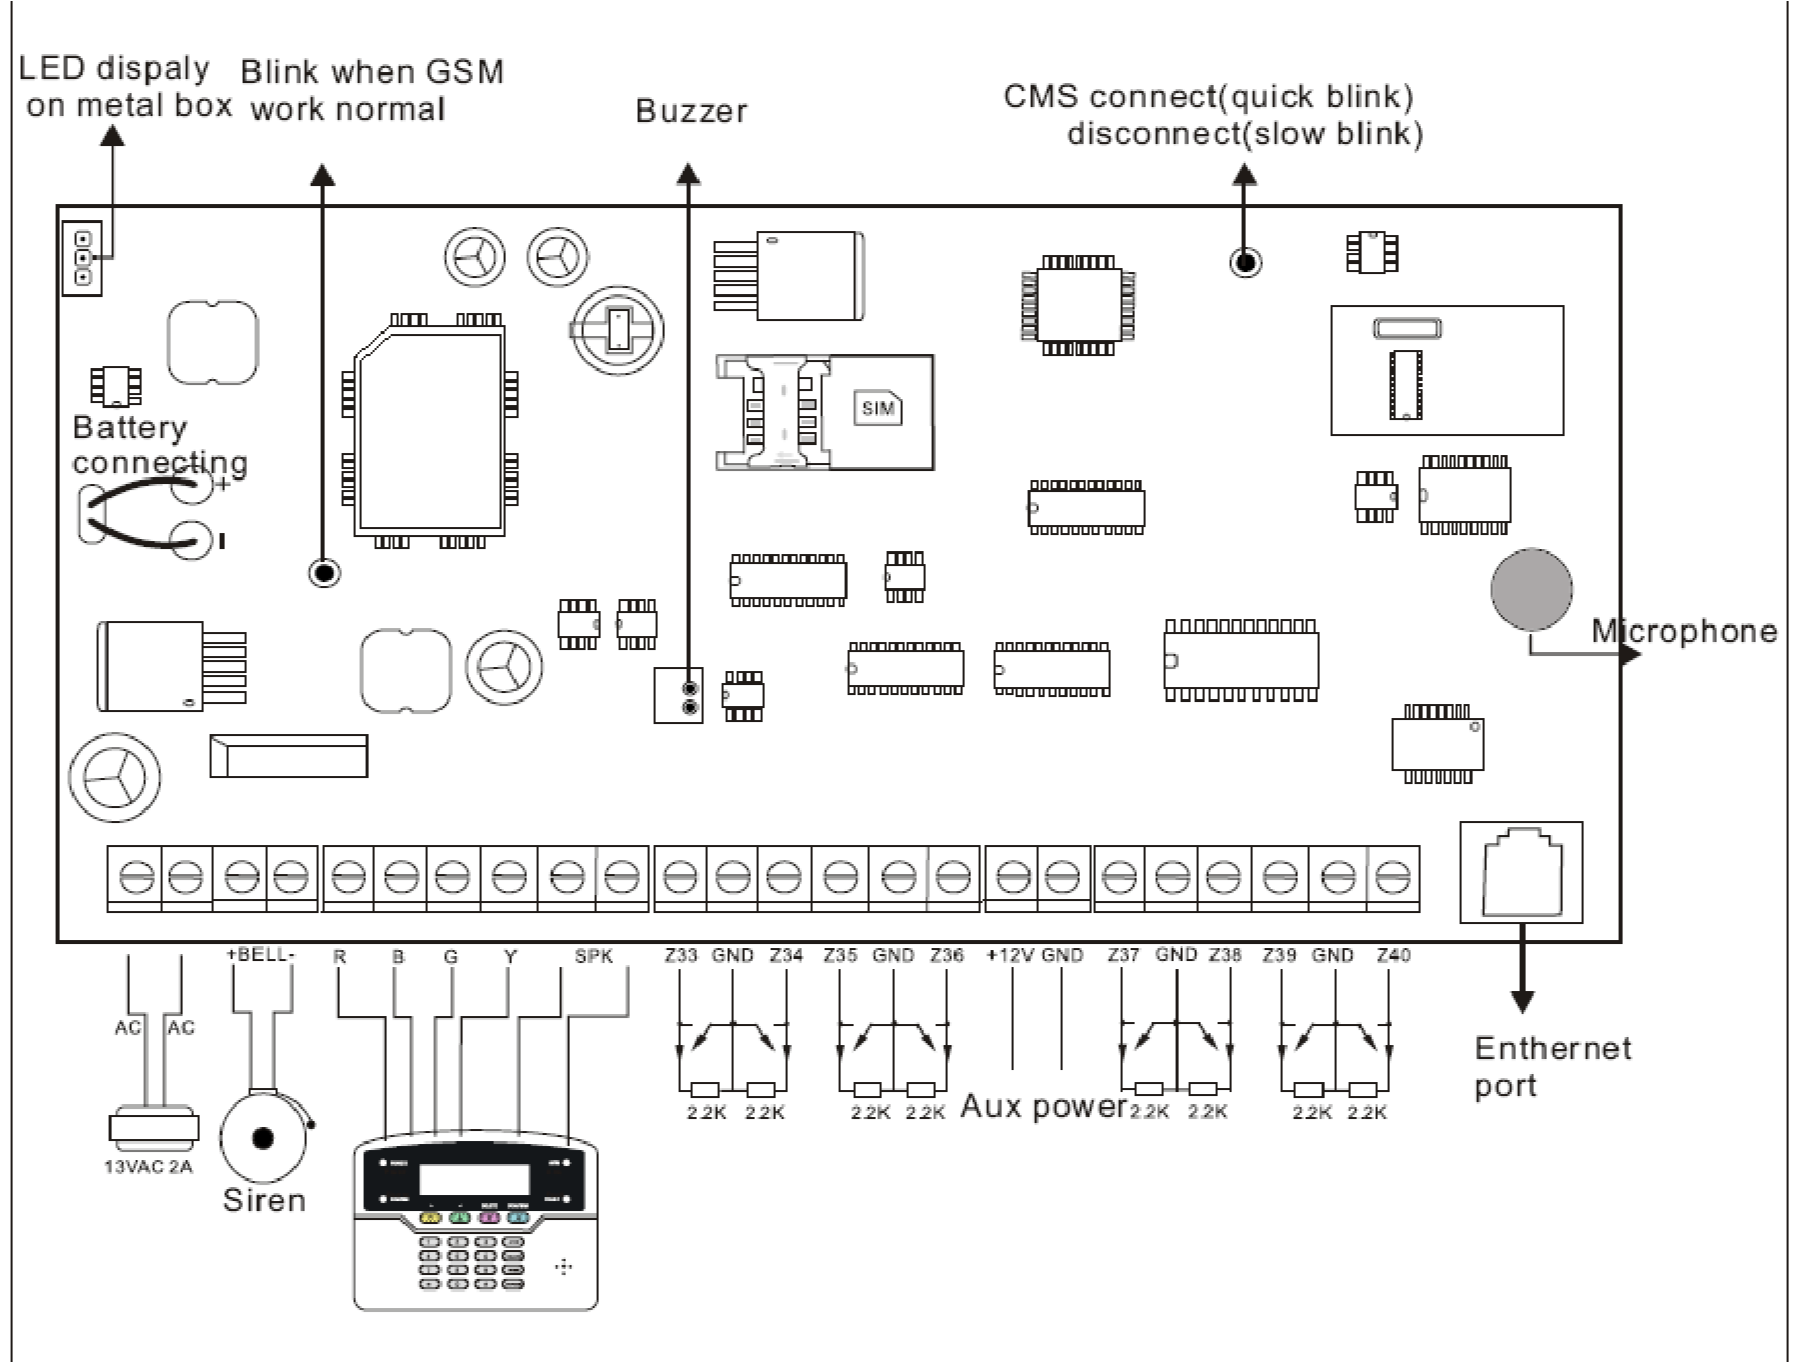 LED dispaly
on metal box
Blink when GSM
work normal
Buzzer
CMS connect(quick blink)
disconnect(slow blink)
SIM
Battery
connecting
+
Microphone
+BELL-
R
B
G
Y
SPK
Z33
GND
Z34
Z35
GND
Z36
+12V
GND
Z37
GND
Z38
Z39
GND
Z40
AC
AC
2.2K
2.2K
2.2K
2.2K
Aux power
2.2K
2.2K
2.2K
2.2K
Enthernet
port
13VAC 2A
Siren